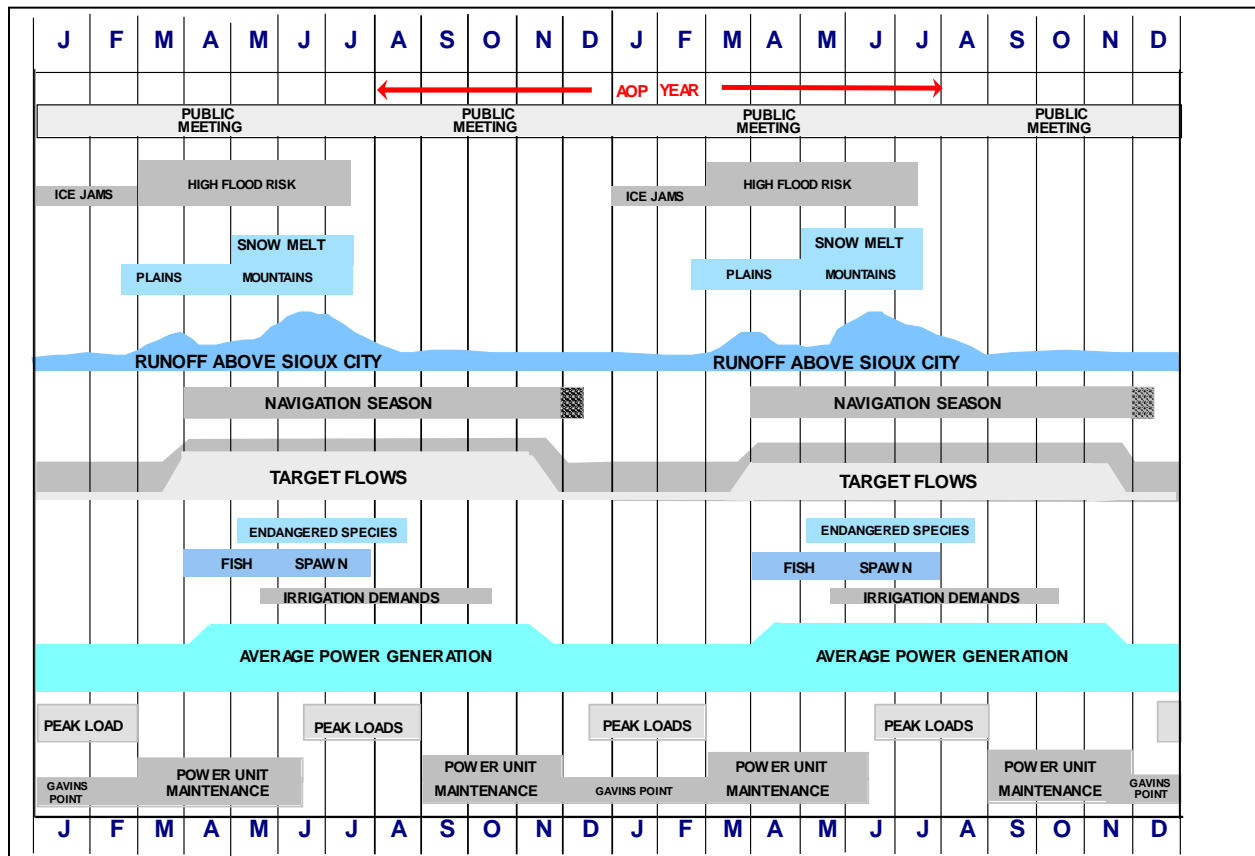 J F M A M J J A S O N D J F M A M J J A S O N D
AOP YEAR
PUBLIC MEETING PUBLIC MEETING PUBLIC MEETING PUBLIC MEETING
HIGH FLOOD RISK HIGH FLOOD RISK
ICE JAMS ICE JAMS
SNOW MELT SNOW MELT
PLAINS MOUNTAINS PLAINS MOUNTAINS
RUNOFF ABOVE SIOUX CITY RUNOFF ABOVE SIOUX CITY
NAVIGATION SEASON NAVIGATION SEASON
TARGET FLOWS TARGET FLOWS
ENDANGERED SPECIES ENDANGERED SPECIES
FISH SPAWN FISH SPAWN
IRRIGATION DEMANDS IRRIGATION DEMANDS
AVERAGE POWER GENERATION AVERAGE POWER GENERATION
PEAK LOAD PEAK LOADS PEAK LOADS PEAK LOADS
GAVINS POINT POWER UNIT MAINTENANCE POWER UNIT MAINTENANCE GAVINS POINT POWER UNIT MAINTENANCE POWER UNIT MAINTENANCE GAVINS POINT
J F M A M J J A S O N D J F M A M J J A S O N D